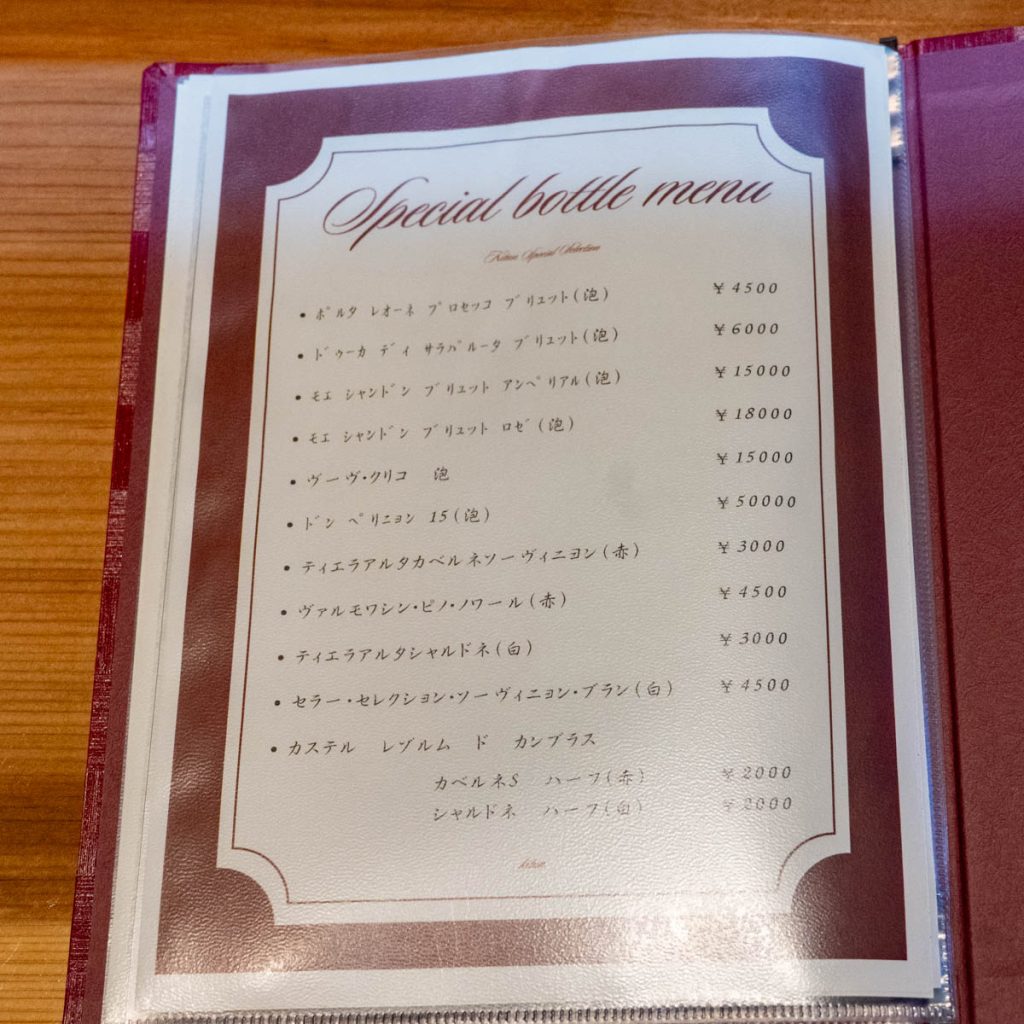 Special bottle menu
Special Selection
• ポルタ レオーネ プロセッコ ブリュット(泡) ¥4500
• ドゥーカ ディ サラパルータ ブリュット(泡) ¥6000
• モエ シャンドン ブリュット アンペリアル(泡) ¥15000
• モエ シャンドン ブリュット ロゼ(泡) ¥18000
• ヴーヴ・クリコ 泡 ¥15000
• ドン ペリニョン 15(泡) ¥50000
• ティエラアルタカベルネソーヴィニヨン(赤) ¥3000
• ヴァルモワシン・ピノ・ノワール(赤) ¥4500
• ティエラアルタシャルドネ(白) ¥3000
• セラー・セレクション・ソーヴィニヨン・ブラン(白) ¥4500
• カステル レゾルム ド カンブラス
カベルネS ハーフ(赤) ¥2000
シャルドネ ハーフ(白) ¥2000